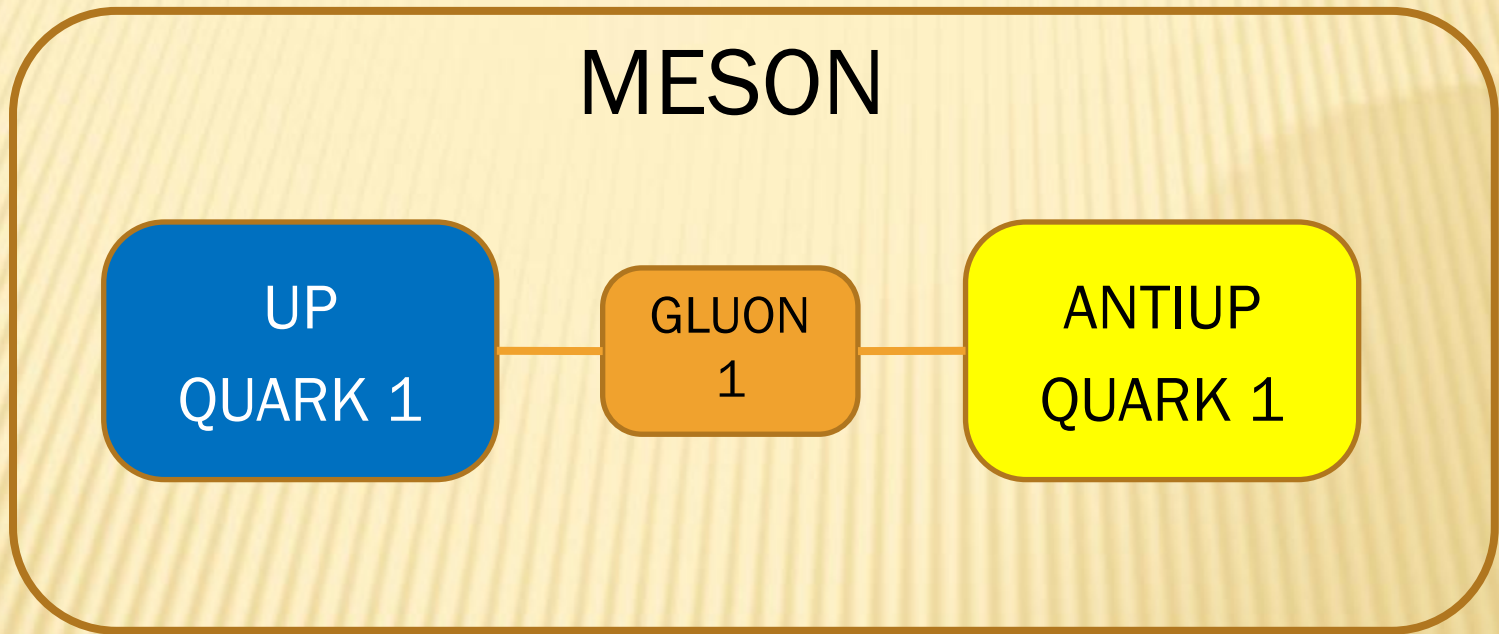 MESON
UP
QUARK 1
GLUON
1
ANTIUP
QUARK 1